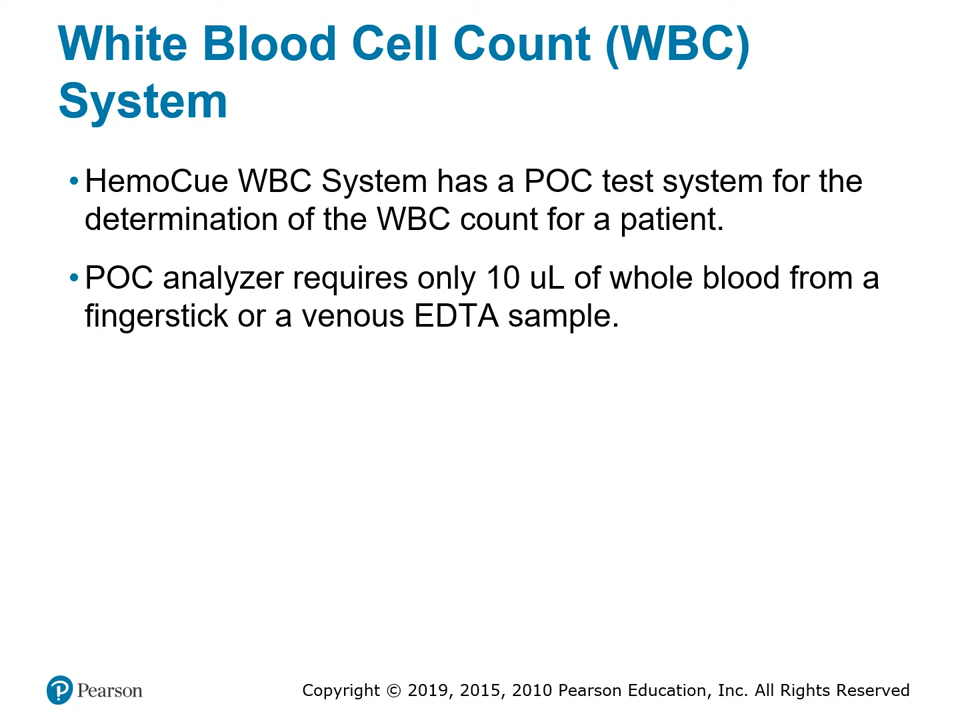 White Blood Cell Count (WBC)
System
• HemoCue WBC System has a POC test system for the
determination of the WBC count for a patient.
• POC analyzer requires only 10 uL of whole blood from a
fingerstick or a venous EDTA sample.
Pearson
Copyright © 2019, 2015, 2010 Pearson Education, Inc. All Rights Reserved